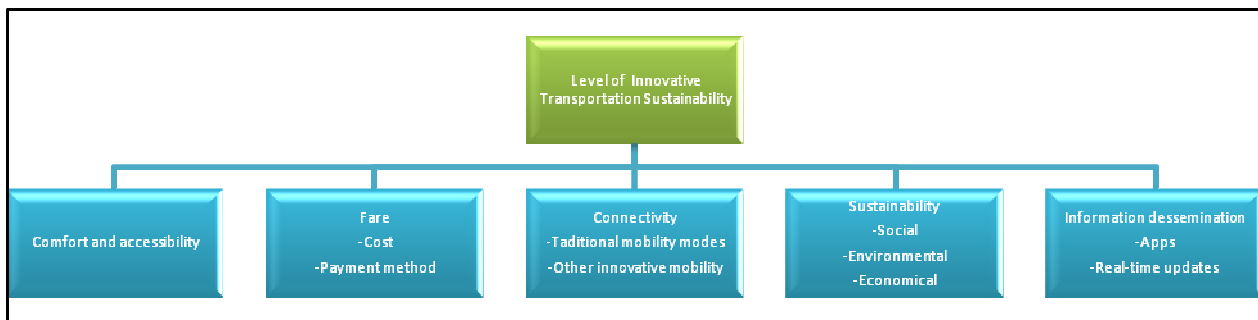 Level of Innovative
Transportation Sustainability
Comfort and accessibility
Fare
-Cost
-Payment method
Connectivity
-Taditional mobility modes
-Other innovative mobility
Sustainability
-Social
-Environmental
-Economical
Information dessemination
-Apps
-Real-time updates